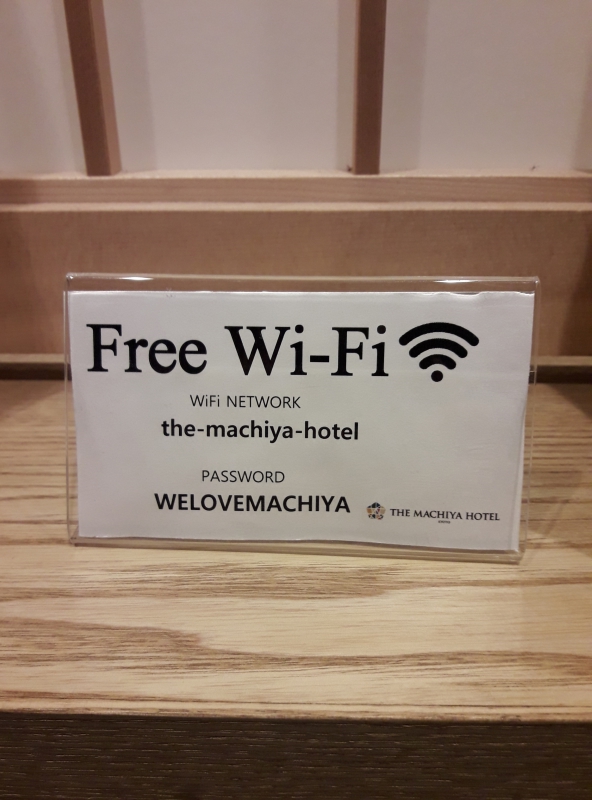 Free Wi-Fi
WiFi NETWORK
the-machiya-hotel
PASSWORD
WELOVEMACHIYA
THE MACHIYA HOTEL